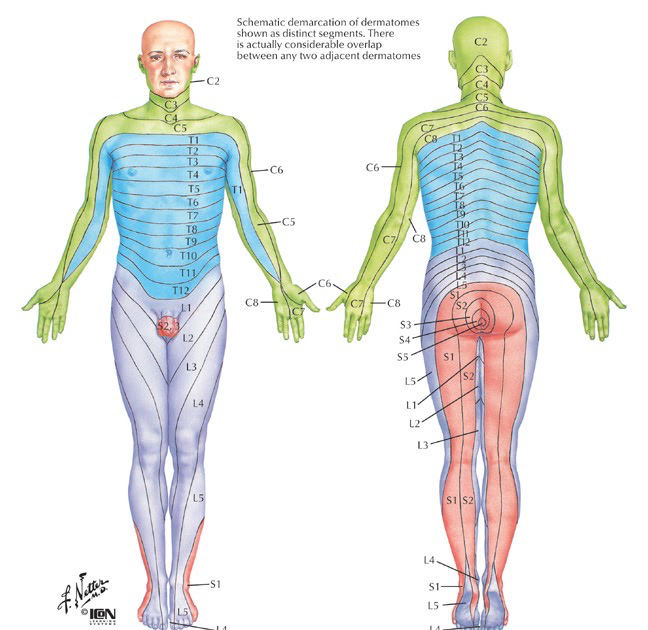 Schematic demarcation of dermatomes
shown as distinct segments. There
is actually considerable overlap
between any two adjacent dermatomes
C2
C3
C4
C5
T1
T2
T3
T4
T5
T6
T7
T8
T9
T10
T11
T12
L1
S2, 3
L2
L3
L4
L5
S1
L5
L4
C6
T1
C5
C6
C8
C7
C2
C3
C4
C5
C6
C7
C8
T1
T2
T3
T4
T5
T6
T7
T8
T9
T10
T11
T12
L1
L2
L3
L4
L5
S1
S2
C6
C7
C8
C7
C8
S3
S4
S5
S1
L5
S2
L1
L2
L3
S1
S2
L4
S1
L5
L4
F. Netter
M.D.
© ICON
LEARNING
SYSTEMS